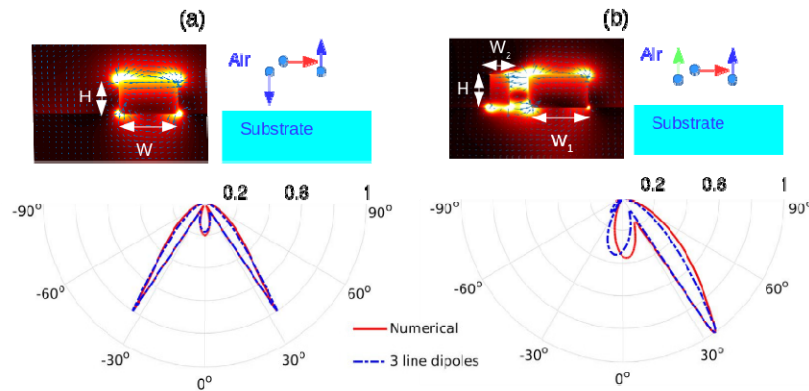 (a)
(b)
Air
H
W
Substrate
W2
Air
H
W1
Substrate
0.2 0.6 1
0.2 0.6 1
-90°
90°
-90°
90°
-60°
60°
-60°
60°
-30°
30°
-30°
30°
0°
0°
Numerical
3 line dipoles